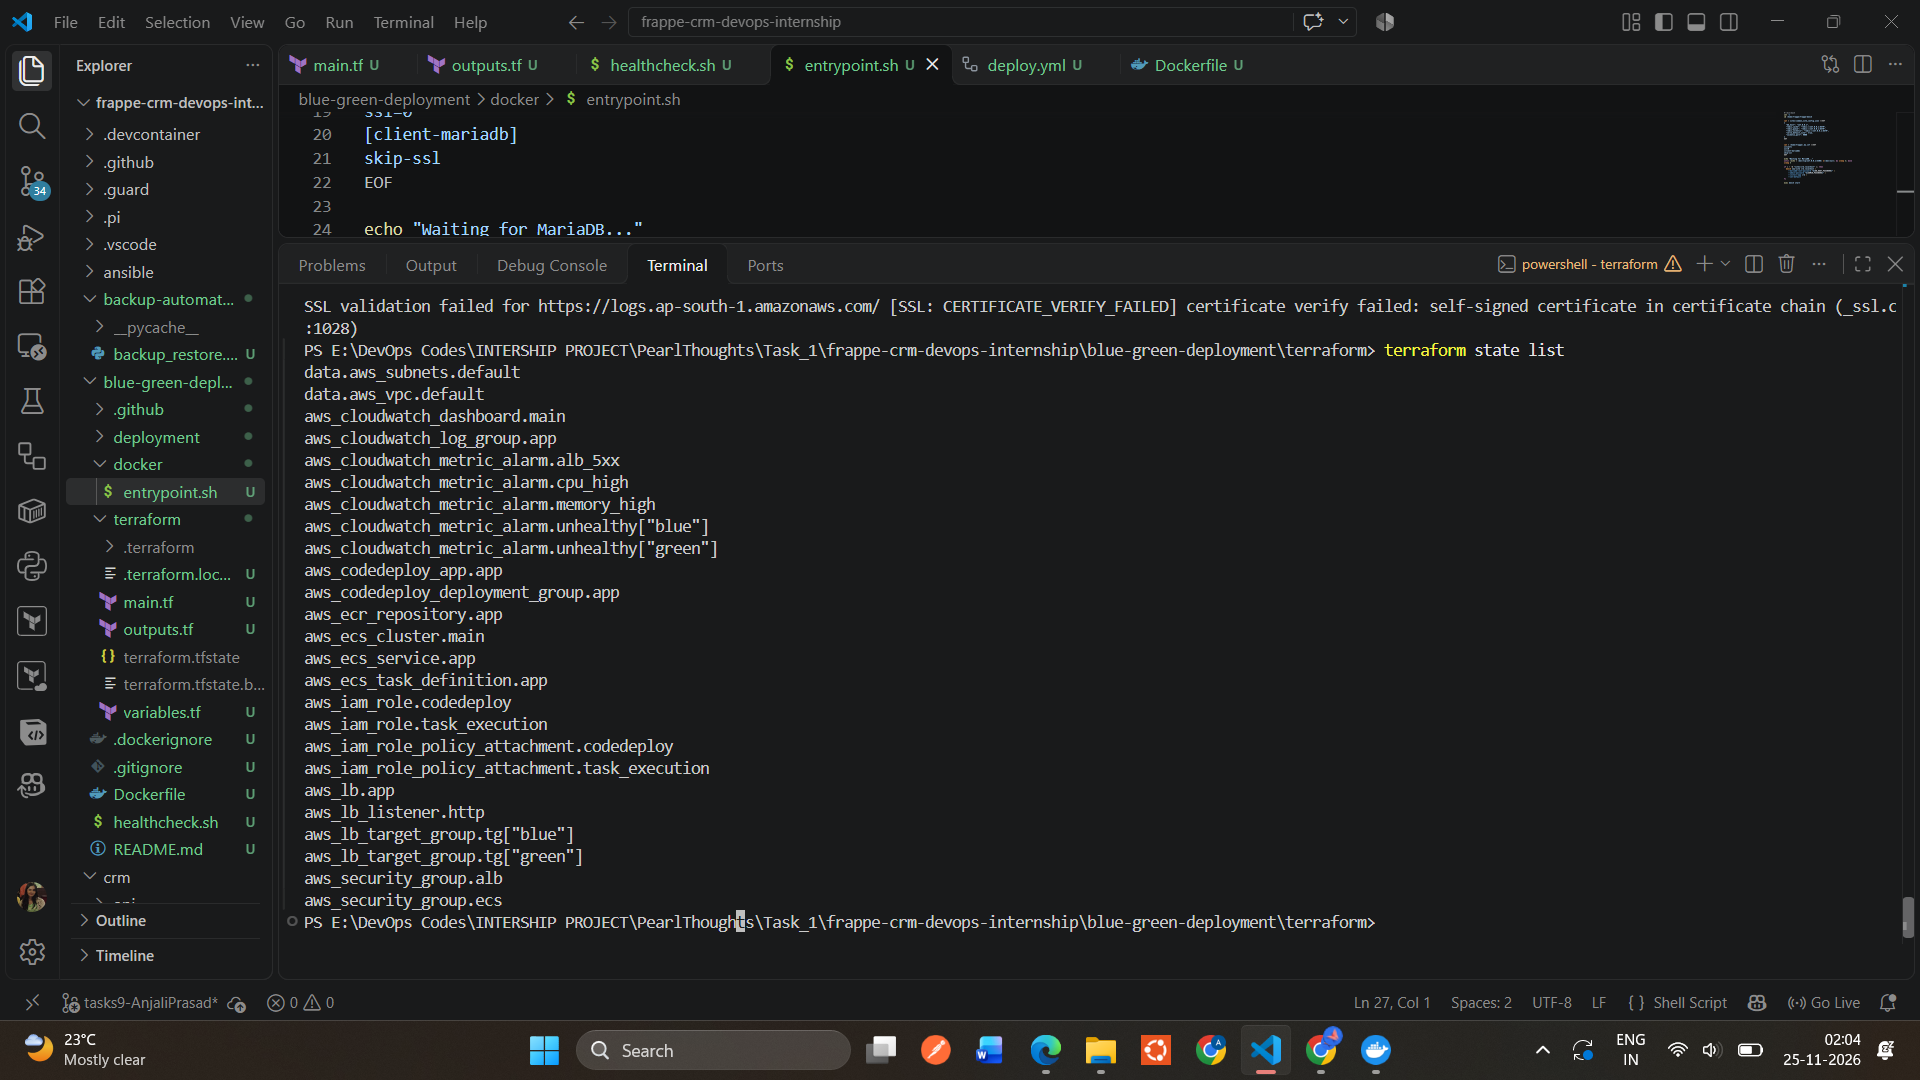 File Edit Selection View Go Run Terminal Help
frappe-crm-devops-internship
Explorer
frappe-crm-devops-int...
.devcontainer
.github
.guard
.pi
.vscode
ansible
backup-automat...
__pycache__
backup_restore.... U
blue-green-depl...
.github
deployment
docker
entrypoint.sh U
terraform
.terraform
.terraform.loc... U
main.tf U
outputs.tf U
terraform.tfstate
terraform.tfstate.b...
variables.tf U
.dockerignore U
.gitignore U
Dockerfile U
healthcheck.sh U
README.md U
crm
Outline
Timeline
34
main.tf U outputs.tf U healthcheck.sh U entrypoint.sh U deploy.yml U Dockerfile U
blue-green-deployment > docker > entrypoint.sh
19 ssl=0
20 [client-mariadb]
21 skip-ssl
22 EOF
23
24 echo "Waiting for MariaDB..."
Problems Output Debug Console Terminal Ports
powershell - terraform
SSL validation failed for https://logs.ap-south-1.amazonaws.com/ [SSL: CERTIFICATE_VERIFY_FAILED] certificate verify failed: self-signed certificate in certificate chain (_ssl.c
:1028)
PS E:\DevOps Codes\INTERSHIP PROJECT\PearlThoughts\Task_1\frappe-crm-devops-internship\blue-green-deployment\terraform> terraform state list
data.aws_subnets.default
data.aws_vpc.default
aws_cloudwatch_dashboard.main
aws_cloudwatch_log_group.app
aws_cloudwatch_metric_alarm.alb_5xx
aws_cloudwatch_metric_alarm.cpu_high
aws_cloudwatch_metric_alarm.memory_high
aws_cloudwatch_metric_alarm.unhealthy["blue"]
aws_cloudwatch_metric_alarm.unhealthy["green"]
aws_codedeploy_app.app
aws_codedeploy_deployment_group.app
aws_ecr_repository.app
aws_ecs_cluster.main
aws_ecs_service.app
aws_ecs_task_definition.app
aws_iam_role.codedeploy
aws_iam_role.task_execution
aws_iam_role_policy_attachment.codedeploy
aws_iam_role_policy_attachment.task_execution
aws_lb.app
aws_lb_listener.http
aws_lb_target_group.tg["blue"]
aws_lb_target_group.tg["green"]
aws_security_group.alb
aws_security_group.ecs
PS E:\DevOps Codes\INTERSHIP PROJECT\PearlThoughts\Task_1\frappe-crm-devops-internship\blue-green-deployment\terraform>
tasks9-AnjaliPrasad* 0 0
Ln 27, Col 1 Spaces: 2 UTF-8 LF { } Shell Script Go Live
23°C
Mostly clear
Search
ENG
IN
02:04
25-11-2026